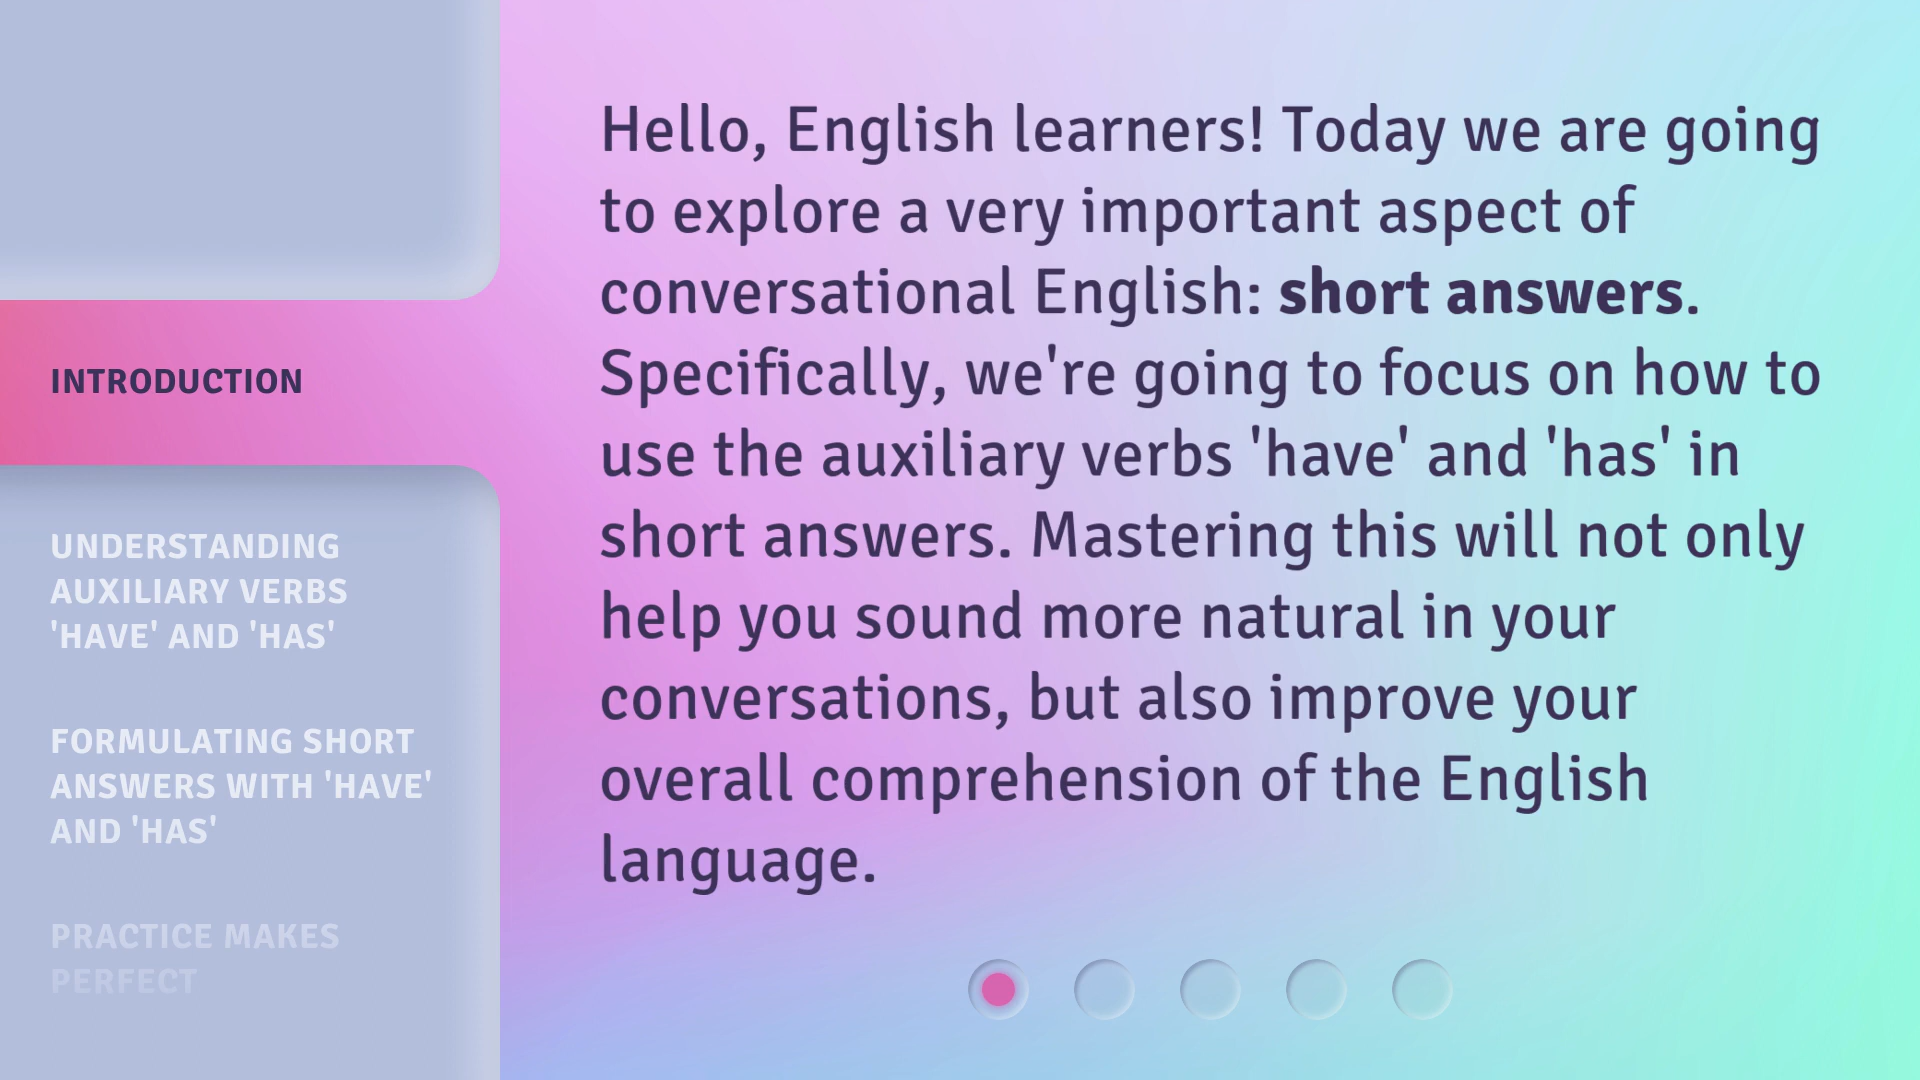 INTRODUCTION
UNDERSTANDING
AUXILIARY VERBS
'HAVE' AND 'HAS'
FORMULATING SHORT
ANSWERS WITH 'HAVE'
AND 'HAS'
PRACTICE MAKES
PERFECT
Hello, English learners! Today we are going
to explore a very important aspect of
conversational English: short answers.
Specifically, we're going to focus on how to
use the auxiliary verbs 'have' and 'has' in
short answers. Mastering this will not only
help you sound more natural in your
conversations, but also improve your
overall comprehension of the English
language.